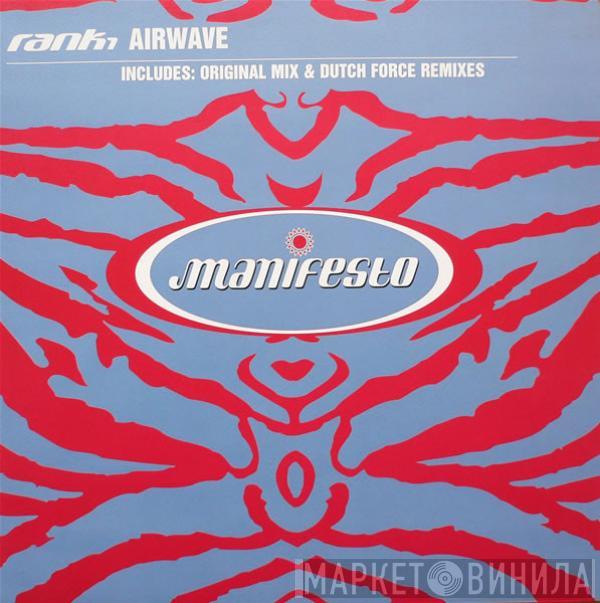 rank1 AIRWAVE
INCLUDES: ORIGINAL MIX & DUTCH FORCE REMIXES
manifesto
МАРКЕТ ВИНИЛА